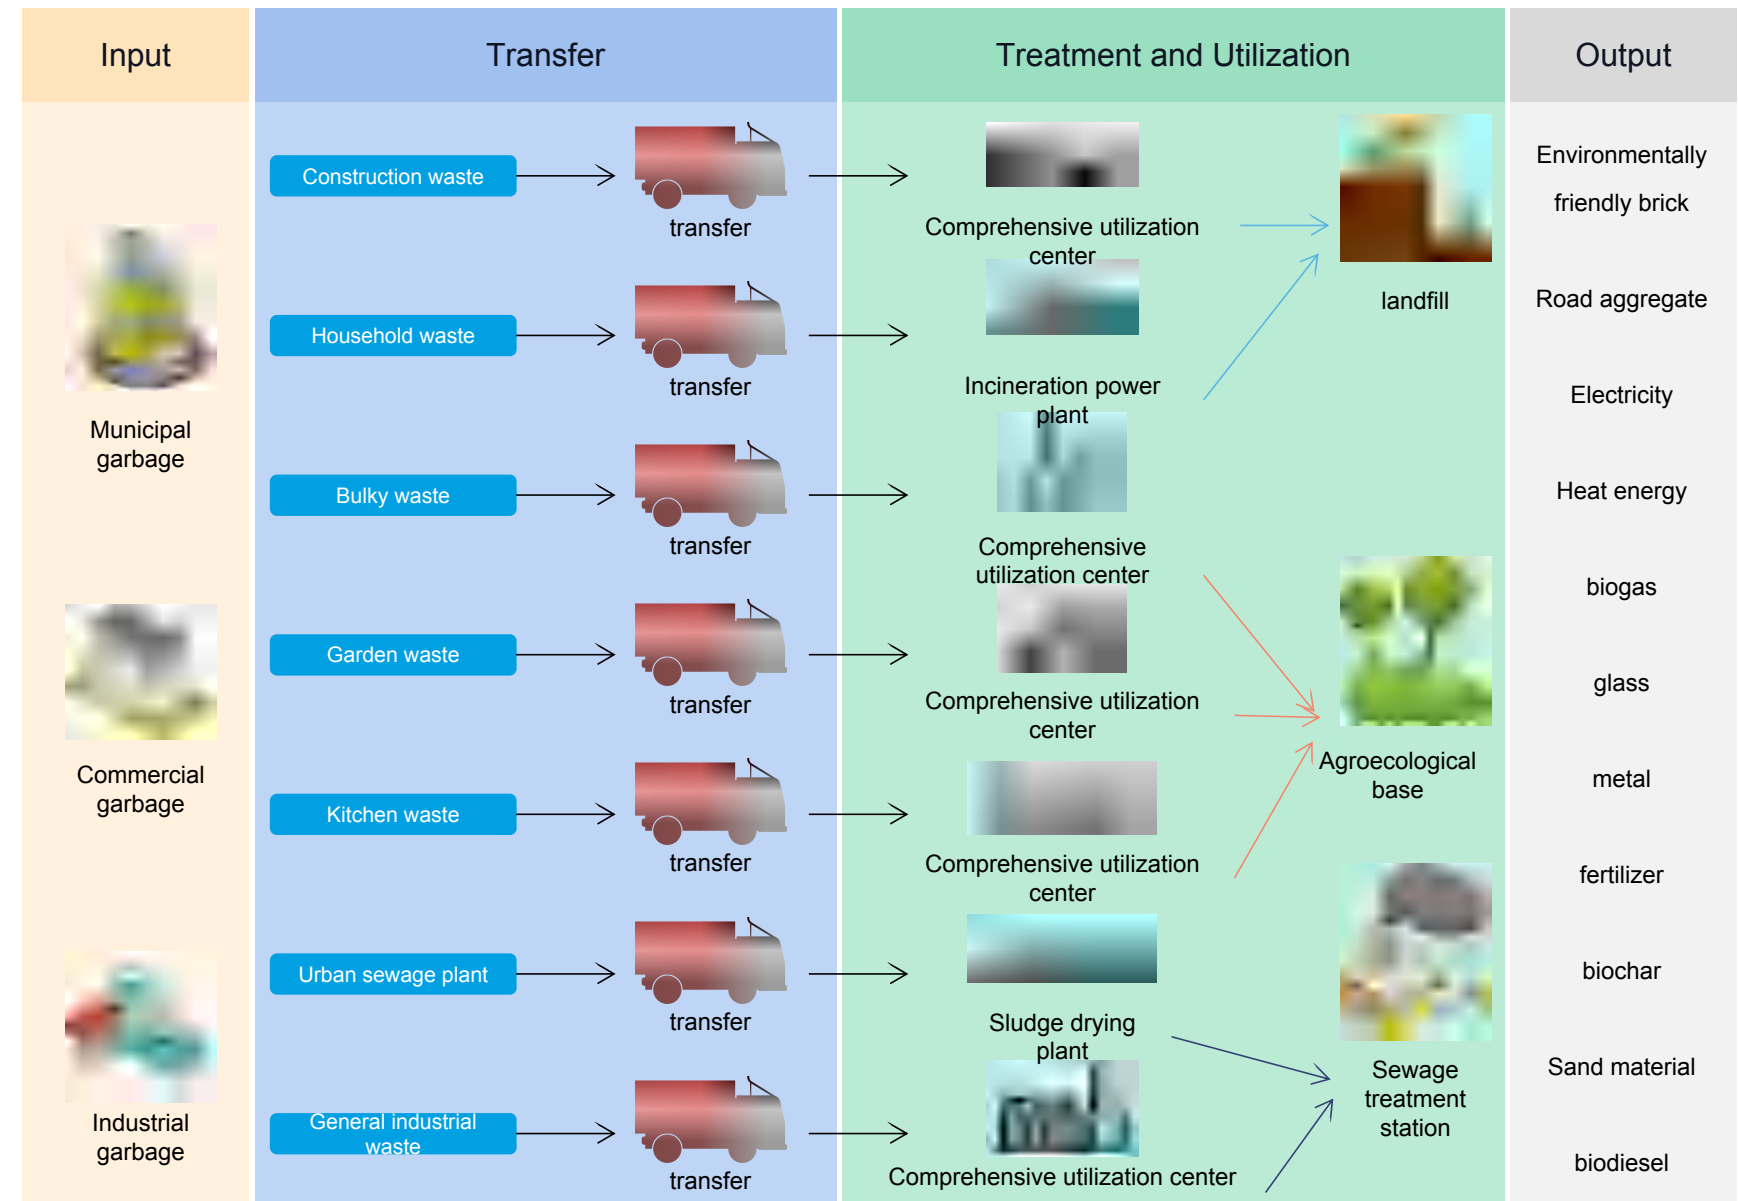 Input
Transfer
Treatment and Utilization
Output
Municipal
garbage
Commercial
garbage
Industrial
garbage
Construction waste
transfer
Household waste
transfer
Bulky waste
transfer
Garden waste
transfer
Kitchen waste
transfer
Urban sewage plant
transfer
General industrial
waste
transfer
Comprehensive utilization
center
Incineration power
plant
Comprehensive
utilization center
Comprehensive utilization
center
Comprehensive utilization
center
Sludge drying
plant
Comprehensive utilization center
landfill
Agroecological
base
Sewage
treatment
station
Environmentally
friendly brick
Road aggregate
Electricity
Heat energy
biogas
glass
metal
fertilizer
biochar
Sand material
biodiesel